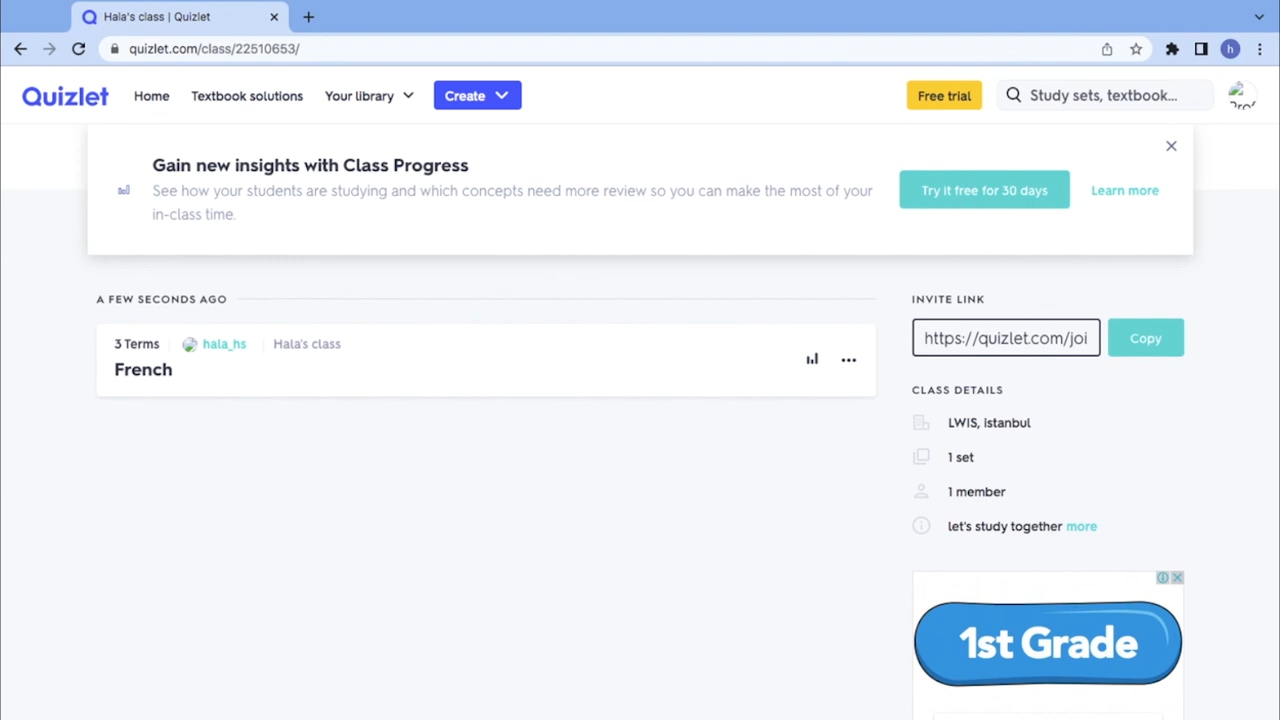 Hala's class | Quizlet
quizlet.com/class/22510653/
h
Quizlet
Home
Textbook solutions
Your library
Create
Free trial
Study sets, textbook...
Gain new insights with Class Progress
See how your students are studying and which concepts need more review so you can make the most of your
in-class time.
Try it free for 30 days
Learn more
A FEW SECONDS AGO
3 Terms
hala_hs
Hala's class
French
INVITE LINK
https://quizlet.com/joi
Copy
CLASS DETAILS
LWIS, istanbul
1 set
1 member
let's study together more
1st Grade